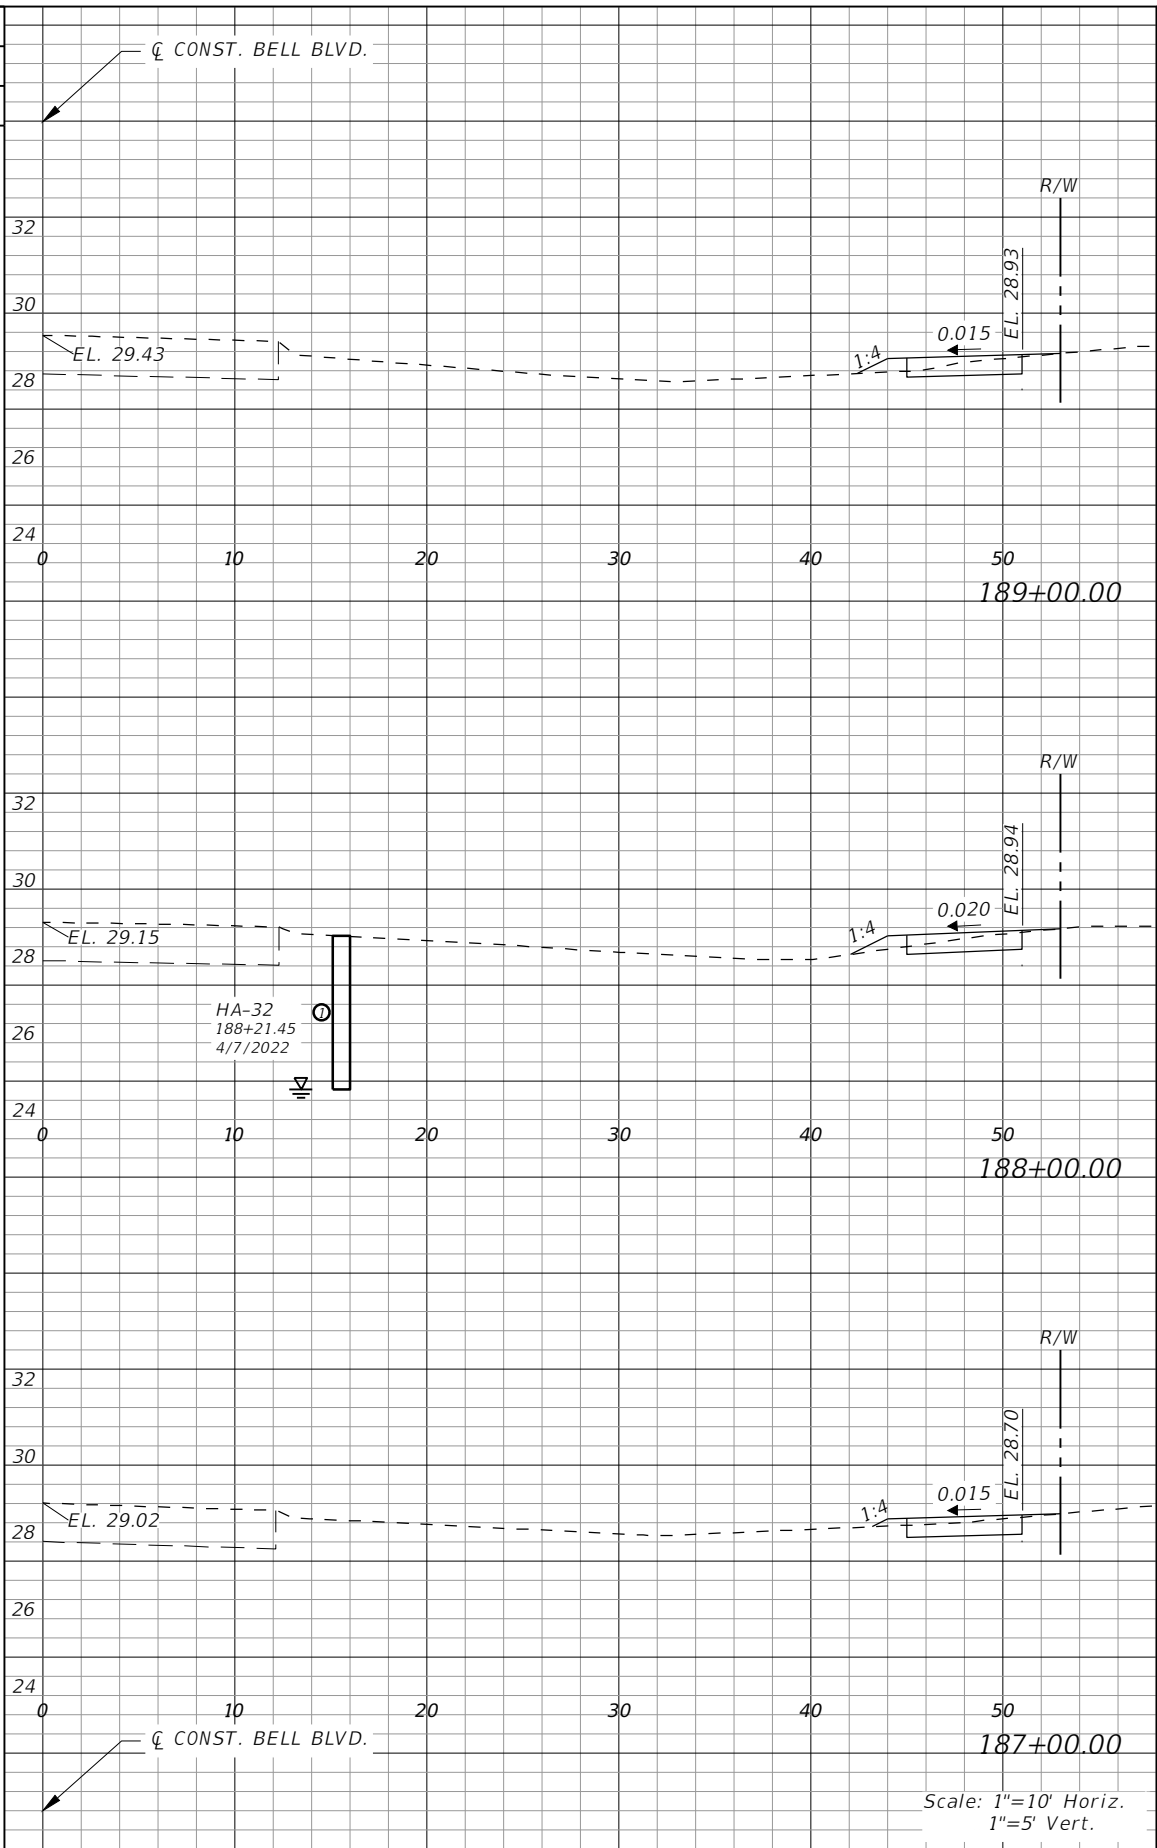 ℄ CONST. BELL BLVD.
R/W
32
EL. 28.93
30
0.015
1:4
EL. 29.43
28
26
24
0 10 20 30 40 50
189+00.00
R/W
32
EL. 28.94
30
0.020
1:4
EL. 29.15
28
HA-32
188+21.45
4/7/2022
1
26
24
0 10 20 30 40 50
188+00.00
R/W
32
EL. 28.70
30
0.015
1:4
EL. 29.02
28
26
24
0 10 20 30 40 50
℄ CONST. BELL BLVD.
187+00.00
Scale: 1"=10' Horiz.
1"=5' Vert.